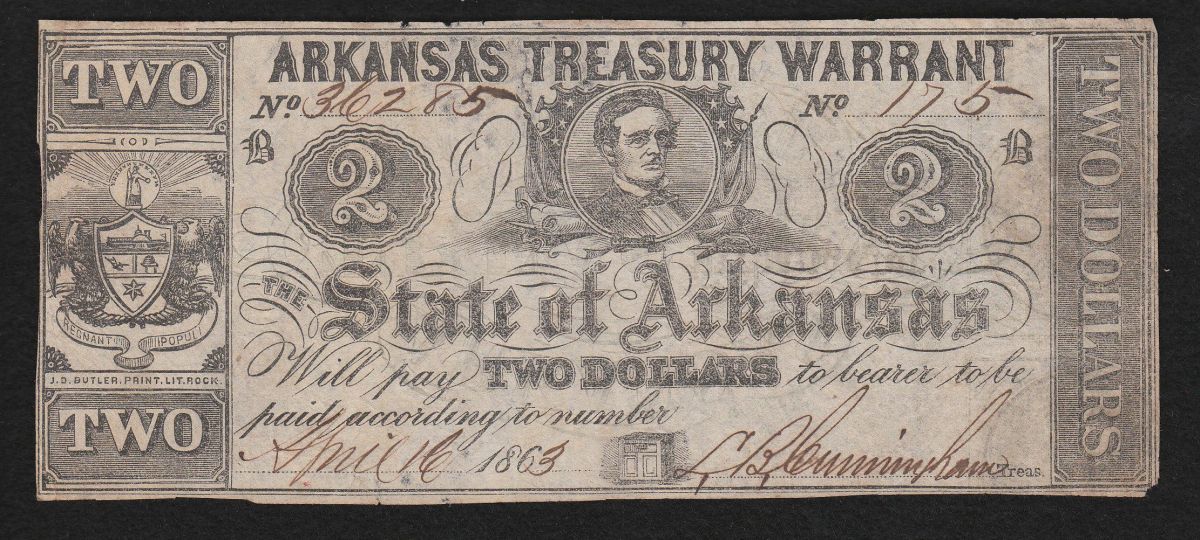 ARKANSAS TREASURY WARRANT
No 36285 No 175
TWO
B 2 2 B
TWO DOLLARS
THE State of Arkansas
REGNANT POPULI
Will pay TWO DOLLARS to bearer to be
paid according to number
J.D. BUTLER, PRINT. LIT. ROCK.
TWO
April 16 1863 Cunningham Treas.